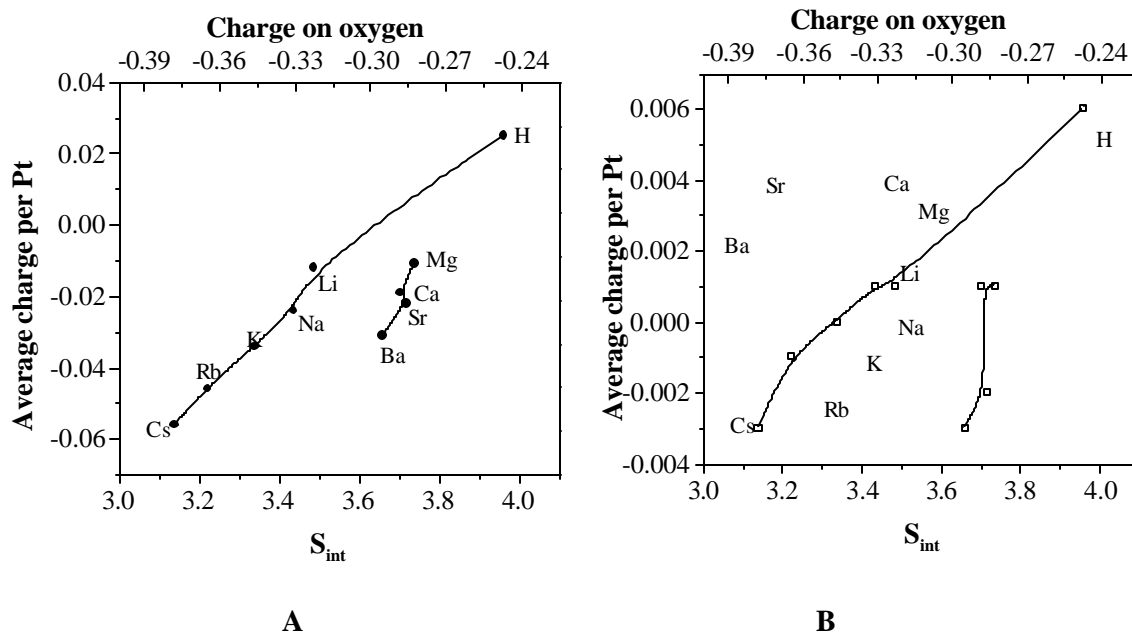 Charge on oxygen
-0.39 -0.36 -0.33 -0.30 -0.27 -0.24
0.04
0.02
0.00
-0.02
-0.04
-0.06
Average charge per Pt
H
Mg
Li
Ca
Na
Sr
K
Ba
Rb
Cs
3.0 3.2 3.4 3.6 3.8 4.0
S_int
A
Charge on oxygen
-0.39 -0.36 -0.33 -0.30 -0.27 -0.24
0.006
0.004
0.002
0.000
-0.002
-0.004
Average charge per Pt
H
Sr
Ca
Mg
Ba
Li
Na
K
Rb
Cs
3.0 3.2 3.4 3.6 3.8 4.0
S_int
B